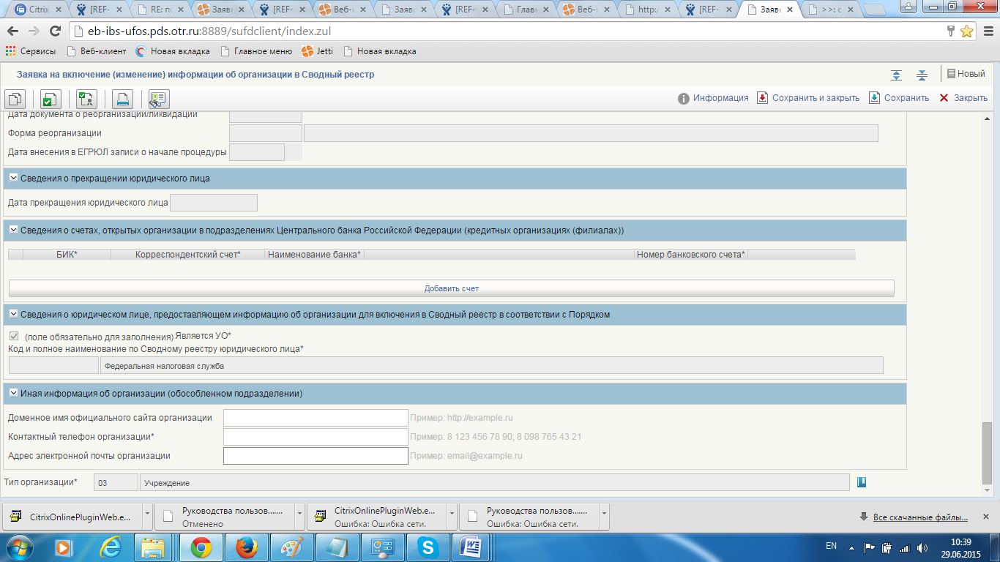 Citrix
[REF-
RE: по
Заявк
[REF-
Веб-к
Заявк
[REF-
Главн
Веб-к
http:/
[REF-
Заявк
>>: с
eb-ibs-ufos.pds.otr.ru:8889/sufdclient/index.zul
Сервисы Веб-клиент Новая вкладка Главное меню Jetti Новая вкладка
Заявка на включение (изменение) информации об организации в Сводный реестр
Новый
Информация Сохранить и закрыть Сохранить Закрыть
Дата документа о реорганизации/ликвидации
Форма реорганизации
Дата внесения в ЕГРЮЛ записи о начале процедуры
Сведения о прекращении юридического лица
Дата прекращения юридического лица
Сведения о счетах, открытых организации в подразделениях Центрального банка Российской Федерации (кредитных организациях (филиалах))
БИК* Корреспондентский счет* Наименование банка* Номер банковского счета*
Добавить счет
Сведения о юридическом лице, предоставляющем информацию об организации для включения в Сводный реестр в соответствии с Порядком
(поле обязательно для заполнения) Является УО*
Код и полное наименование по Сводному реестру юридического лица*
Федеральная налоговая служба
Иная информация об организации (обособленном подразделении)
Доменное имя официального сайта организации Пример: http://example.ru
Контактный телефон организации* Пример: 8 123 456 78 90; 8 098 765 43 21
Адрес электронной почты организации Пример: email@example.ru
Тип организации* 03 Учреждение
CitrixOnlinePluginWeb.e...
Руководства пользов.......
Отменено
CitrixOnlinePluginWeb.e...
Ошибка: Ошибка сети.
Руководства пользов.......
Ошибка: Ошибка сети.
Все скачанные файлы...
EN
10:39
29.06.2015